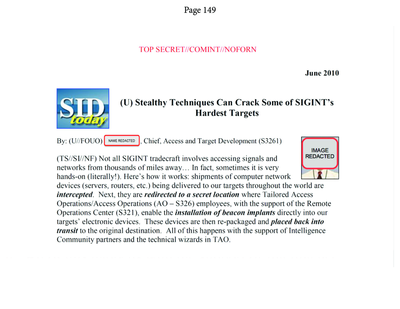 Page 149
TOP SECRET//COMINT//NOFORN
June 2010
SID
today
(U) Stealthy Techniques Can Crack Some of SIGINT's
Hardest Targets
By: (U//FOUO) NAME REDACTED , Chief, Access and Target Development (S3261)
IMAGE
REDACTED
(TS//SI//NF) Not all SIGINT tradecraft involves accessing signals and
networks from thousands of miles away… In fact, sometimes it is very
hands-on (literally!). Here's how it works: shipments of computer network
devices (servers, routers, etc.) being delivered to our targets throughout the world are
intercepted. Next, they are redirected to a secret location where Tailored Access
Operations/Access Operations (AO – S326) employees, with the support of the Remote
Operations Center (S321), enable the installation of beacon implants directly into our
targets' electronic devices. These devices are then re-packaged and placed back into
transit to the original destination. All of this happens with the support of Intelligence
Community partners and the technical wizards in TAO.